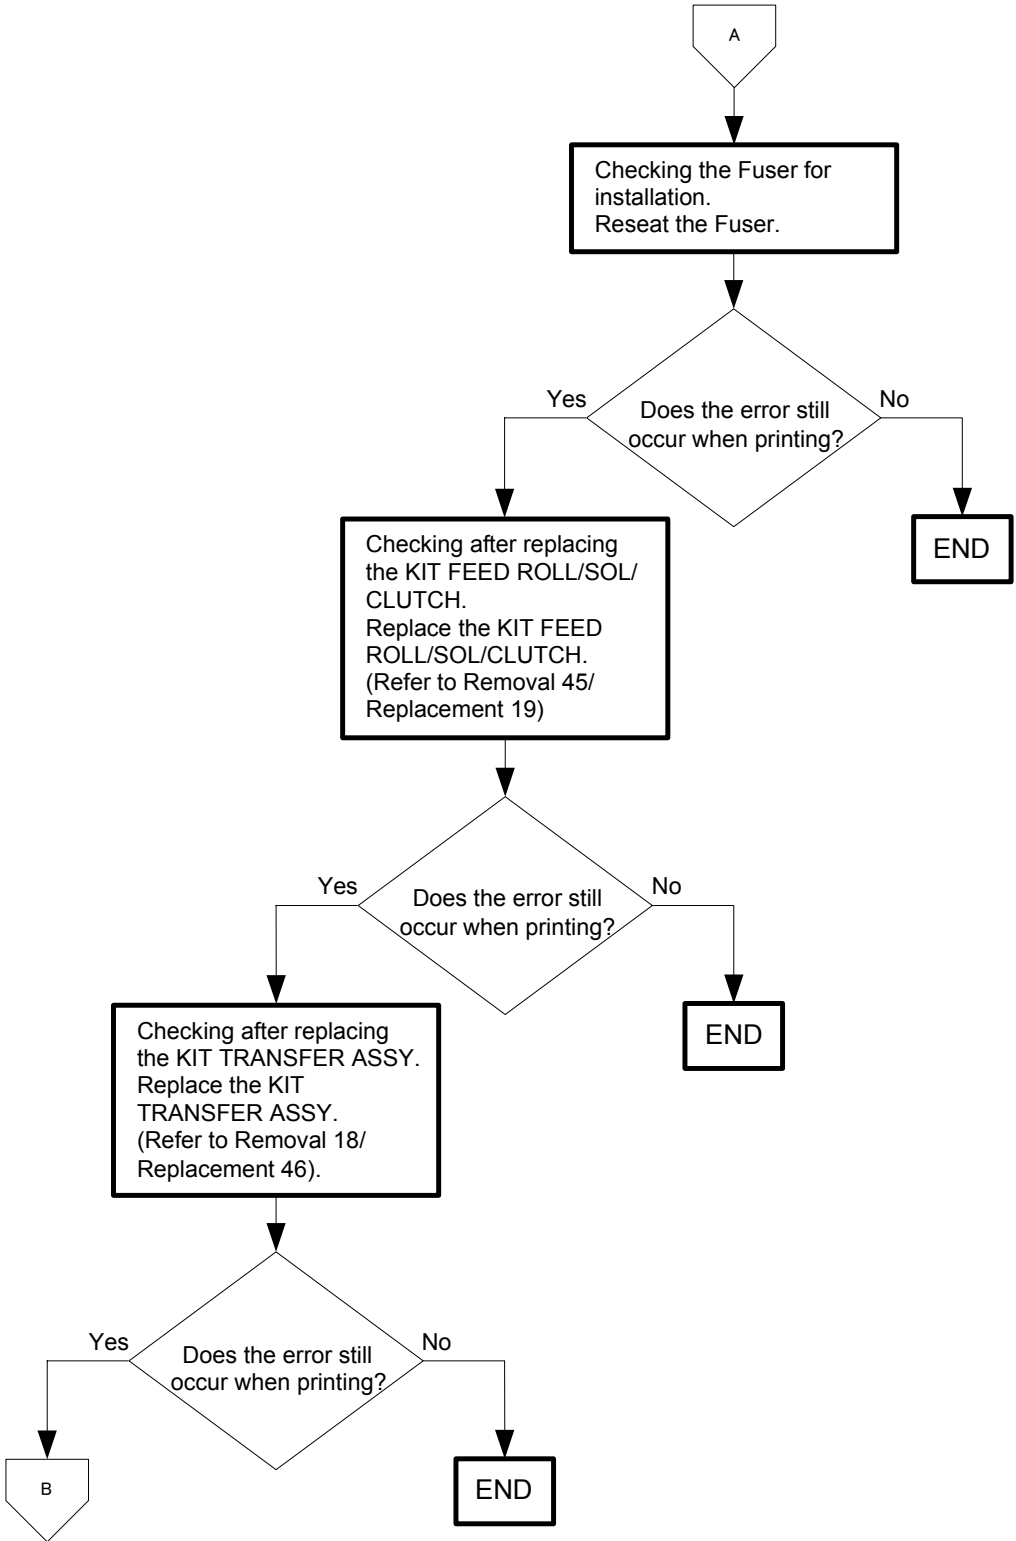 A
Checking the Fuser for
installation.
Reseat the Fuser.
Yes
Does the error still
occur when printing?
No
END
Checking after replacing
the KIT FEED ROLL/SOL/
CLUTCH.
Replace the KIT FEED
ROLL/SOL/CLUTCH.
(Refer to Removal 45/
Replacement 19)
Yes
Does the error still
occur when printing?
No
END
Checking after replacing
the KIT TRANSFER ASSY.
Replace the KIT
TRANSFER ASSY.
(Refer to Removal 18/
Replacement 46).
Yes
Does the error still
occur when printing?
No
B
END